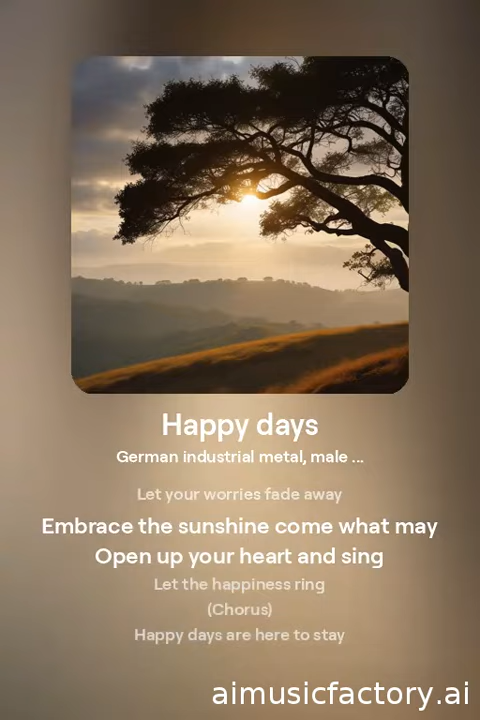 Happy days
German industrial metal, male ...
Let your worries fade away
Embrace the sunshine come what may
Open up your heart and sing
Let the happiness ring
(Chorus)
Happy days are here to stay
aimusicfactory.ai